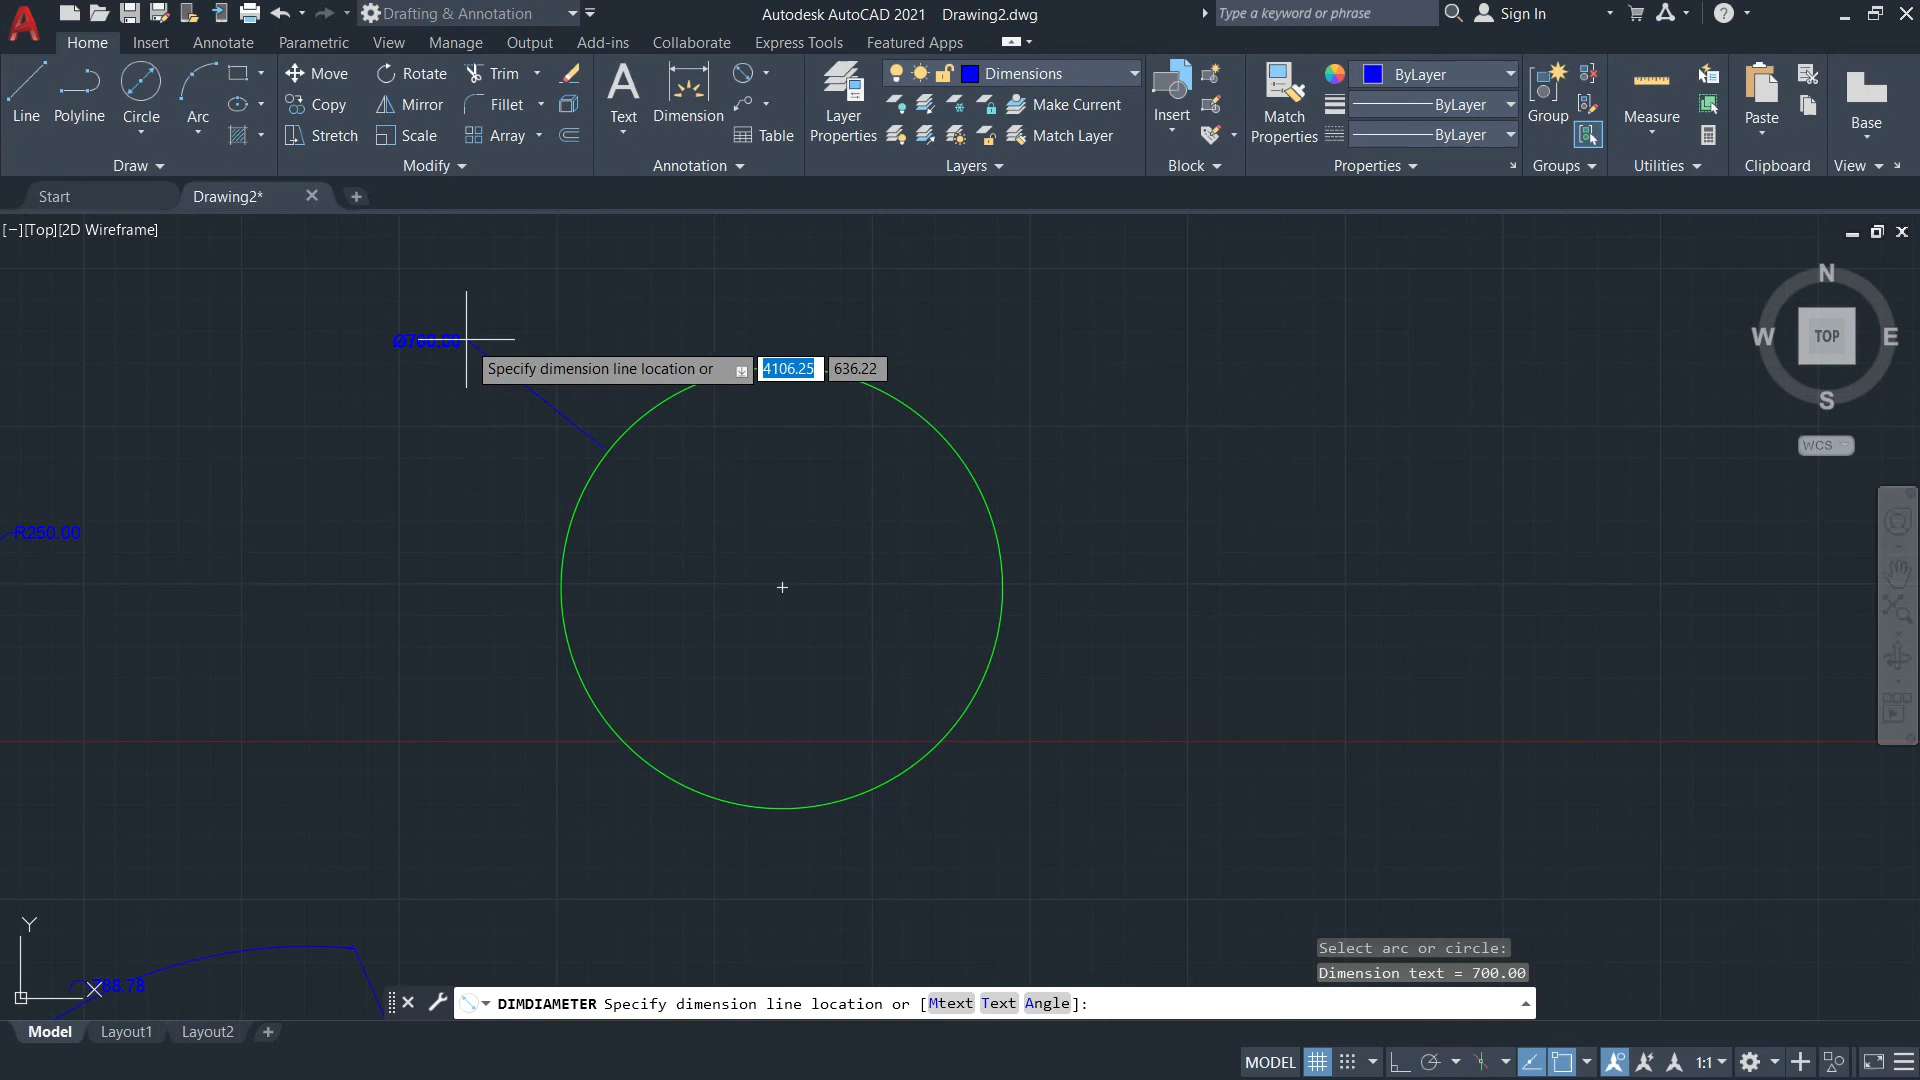 Drafting & Annotation
Autodesk AutoCAD 2021 Drawing2.dwg
Type a keyword or phrase
Sign In
Home Insert Annotate Parametric View Manage Output Add-ins Collaborate Express Tools Featured Apps
Line Polyline Circle Arc
Move Rotate Trim
Copy Mirror Fillet
Stretch Scale Array
Text Dimension
Table
Layer Properties
Dimensions
Make Current
Match Layer
Insert
Match Properties
ByLayer
ByLayer
ByLayer
Group
Measure
Paste
Base
Draw Modify Annotation Layers Block Properties Groups Utilities Clipboard View
Start Drawing2*
[−][Top][2D Wireframe]
N
W TOP E
S
WCS
Ø700.00
Specify dimension line location or 4106.25 636.22
R250.00
Y
X
Select arc or circle:
Dimension text = 700.00
DIMDIAMETER Specify dimension line location or [Mtext Text Angle]:
Model Layout1 Layout2
MODEL 1:1